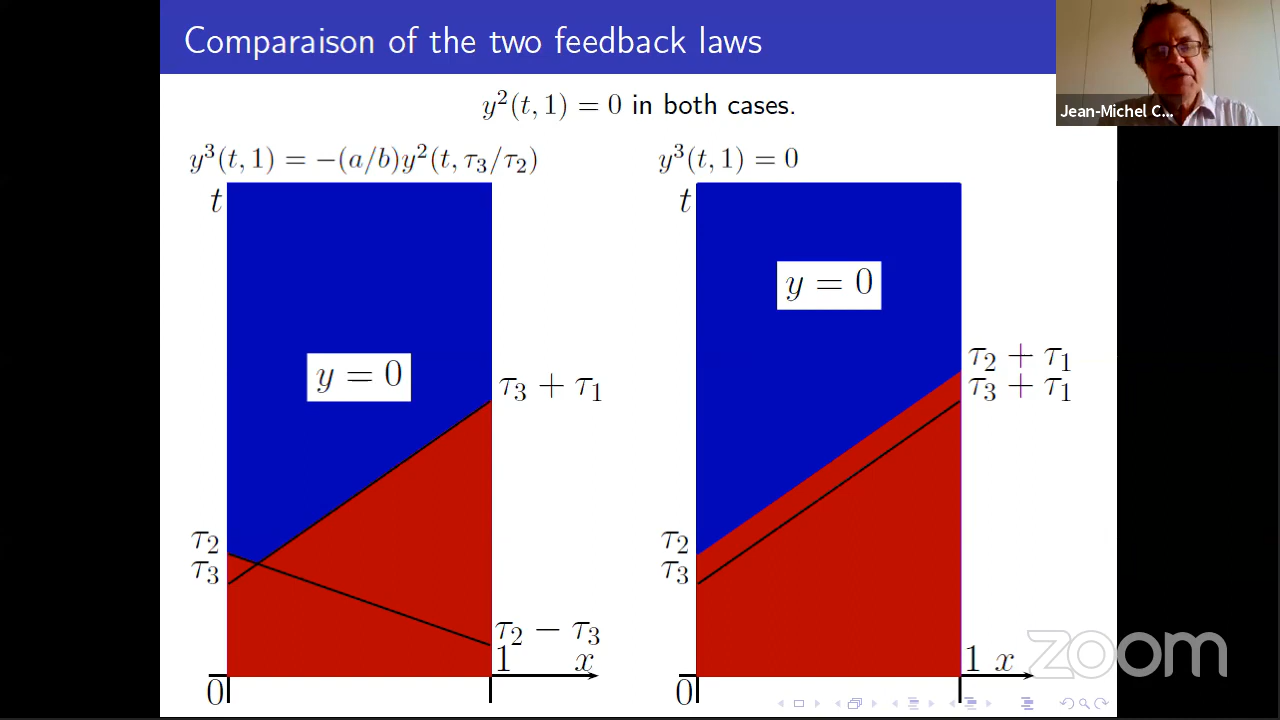 Comparaison of the two feedback laws
Jean-Michel C...
y²(t, 1) = 0 in both cases.
y³(t, 1) = −(a/b)y²(t, τ₃/τ₂)
t
y = 0
τ₃ + τ₁
τ₂
τ₃
τ₂ − τ₃
0
1
x
y³(t, 1) = 0
t
y = 0
τ₂ + τ₁
τ₃ + τ₁
τ₂
τ₃
0
1 x
zoom